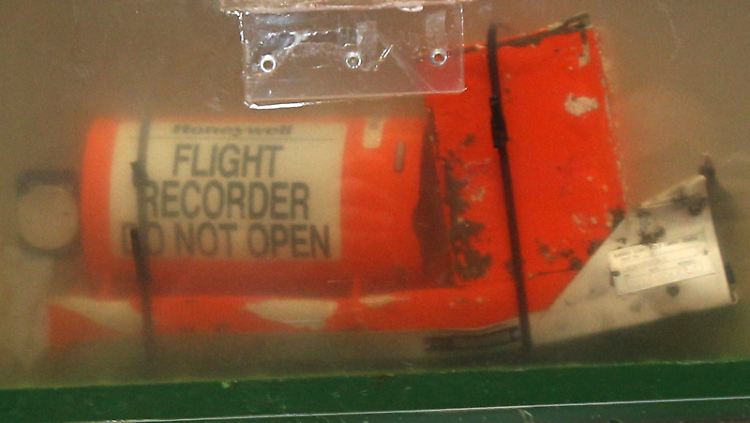 Honeywell
FLIGHT
RECORDER
DO NOT OPEN